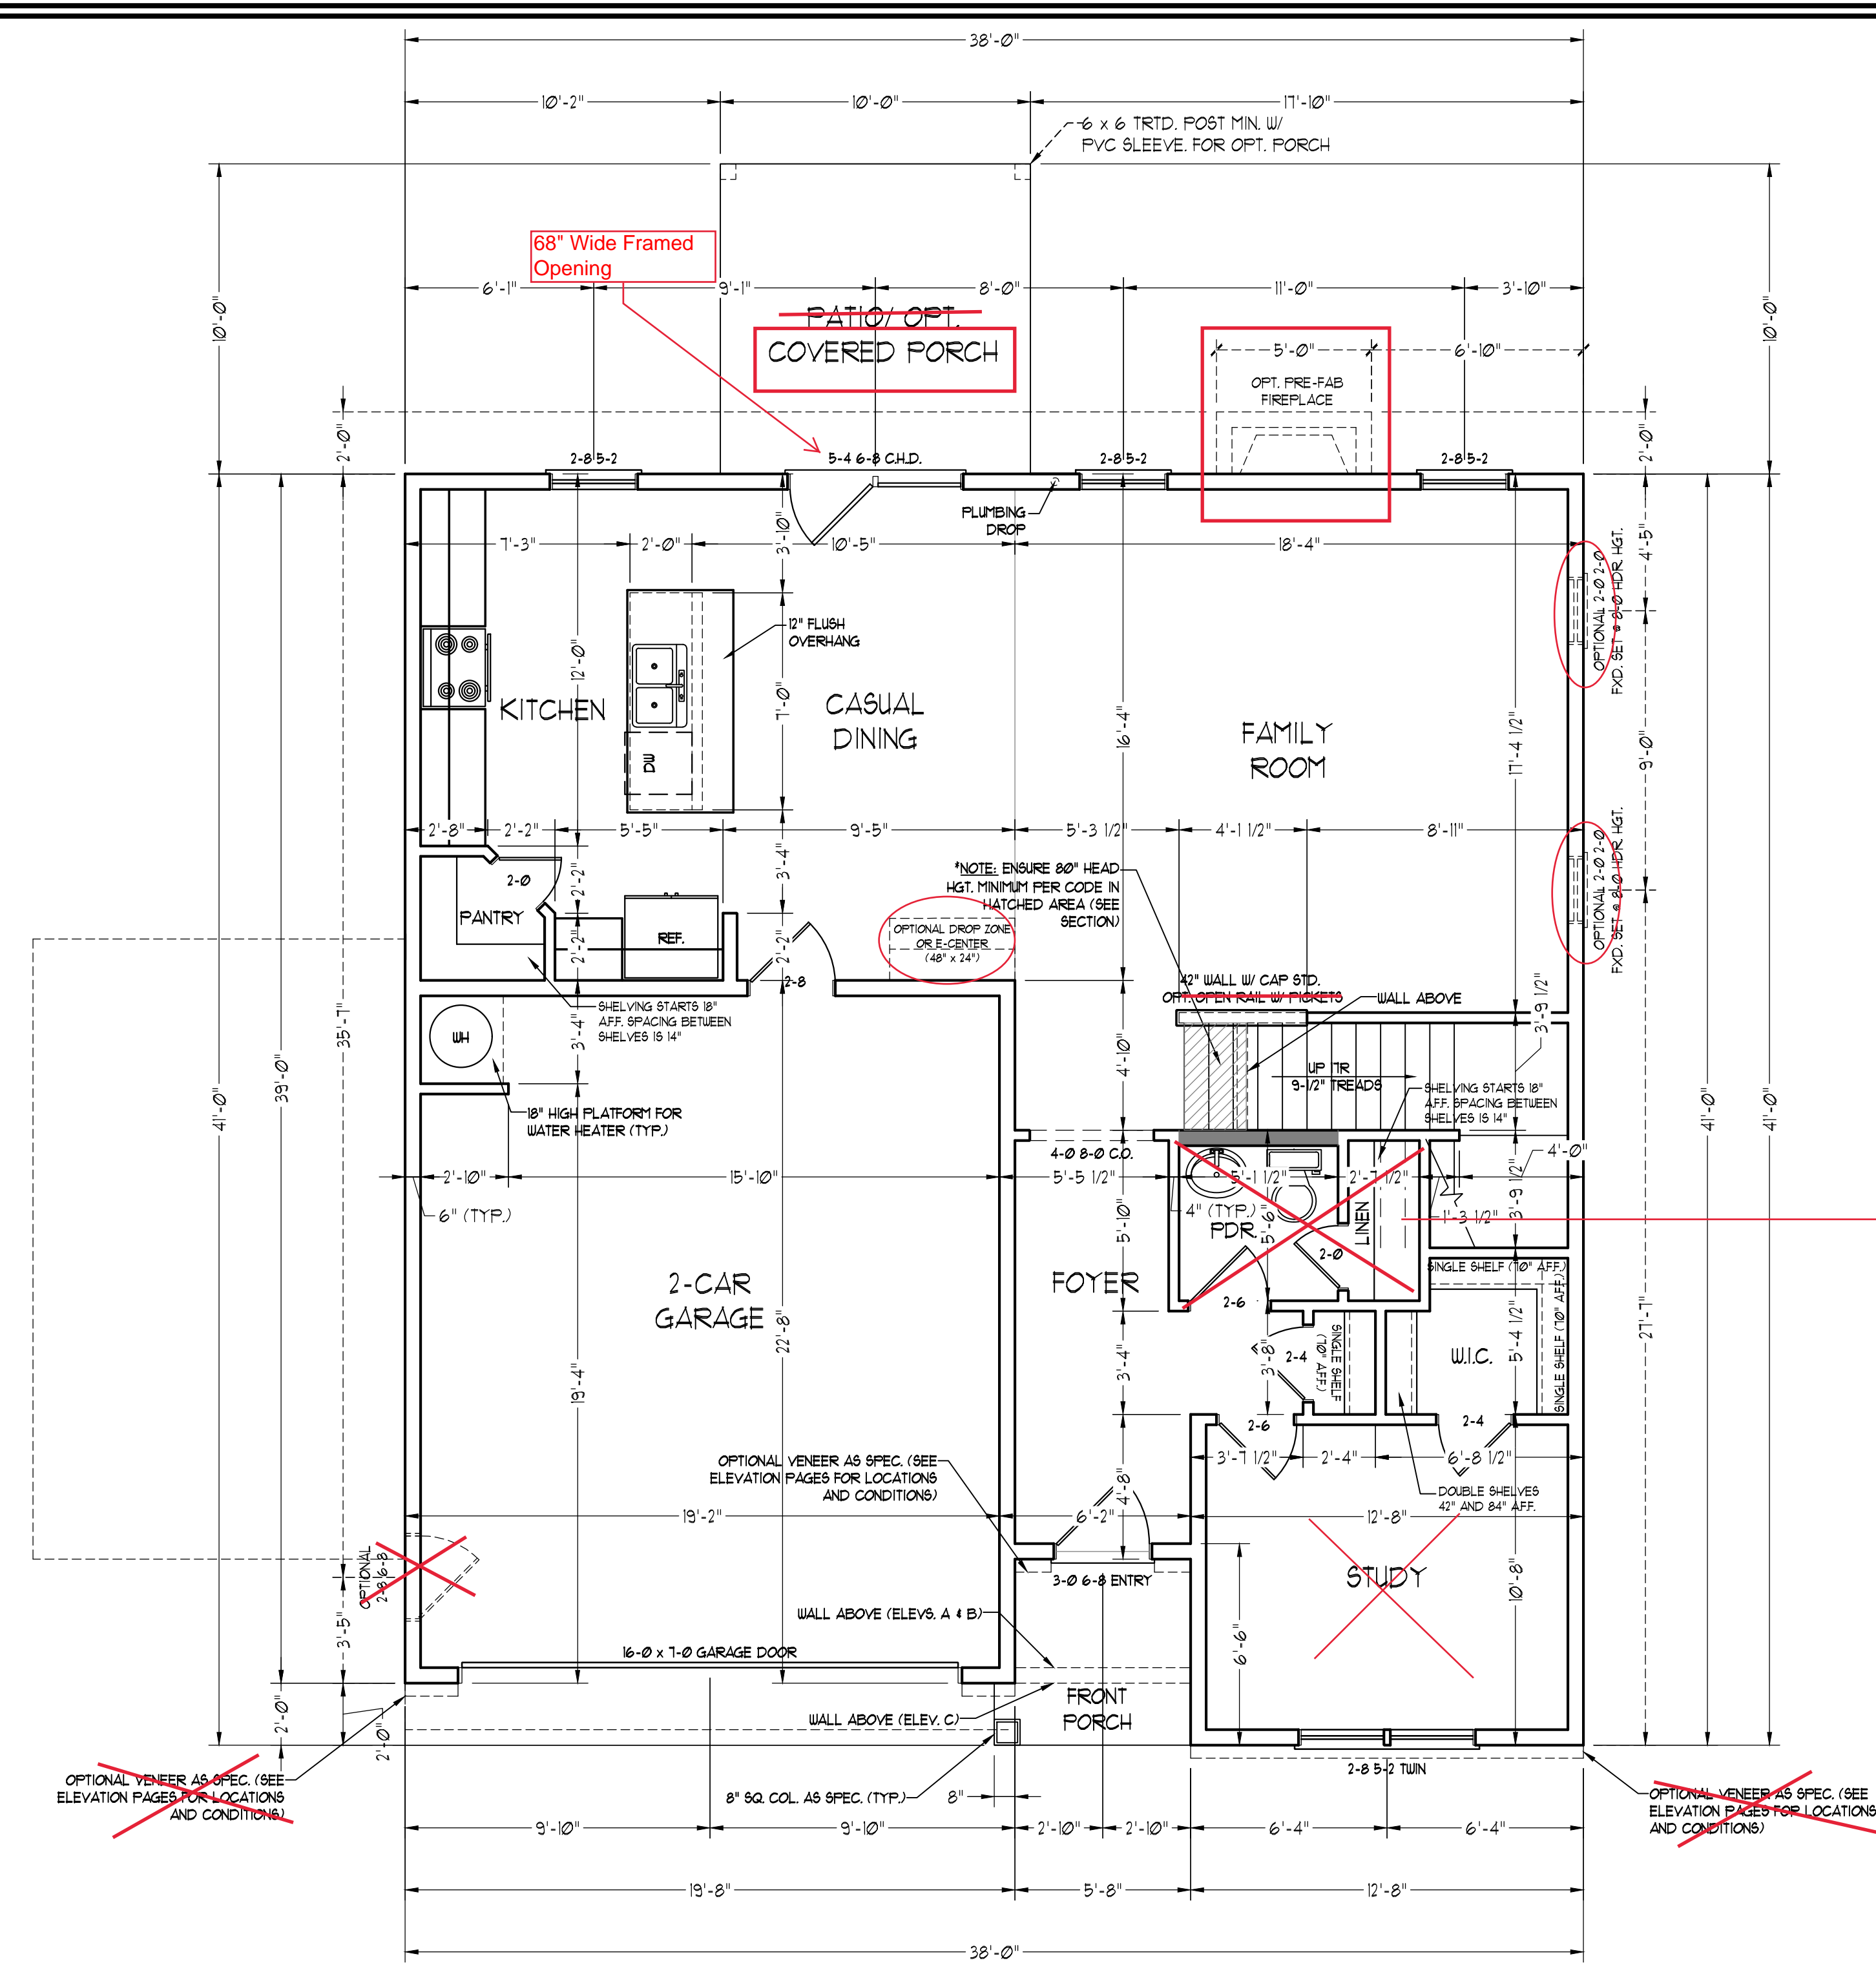 38'-0"
10'-2"
10'-0"
17'-10"
6 x 6 TRTD. POST MIN. W/
PVC SLEEVE. FOR OPT. PORCH
68" Wide Framed
Opening
6'-1"
9'-1"
8'-0"
11'-0"
3'-10"
10'-0"
10'-0"
PATIO/ OPT.
COVERED PORCH
5'-0"
6'-10"
OPT. PRE-FAB
FIREPLACE
2'-0"
2'-0"
2-8 5-2
5-4 6-8 C.H.D.
2-8 5-2
2-8 5-2
PLUMBING
DROP
7'-3"
2'-0"
3'-10"
10'-5"
18'-4"
4'-5"
OPTIONAL 2-0 2-0
FXD. SET @ 8-0 HDR. HGT.
12" FLUSH
OVERHANG
12'-0"
7'-0"
KITCHEN
CASUAL
DINING
FAMILY
ROOM
16'-4"
17'-4 1/2"
9'-0"
DW
2'-8"
2'-2"
5'-5"
9'-5"
5'-3 1/2"
4'-1 1/2"
8'-11"
OPTIONAL 2-0 2-0
FXD. SET @ 8-0 HDR. HGT.
3'-4"
2-0
2'-2"
*NOTE: ENSURE 80" HEAD
HGT. MINIMUM PER CODE IN
HATCHED AREA (SEE
SECTION)
PANTRY
REF.
2'-2"
2'-2"
OPTIONAL DROP ZONE
OR E-CENTER
(48" x 24")
2-8
42" WALL W/ CAP STD.
OPT. OPEN RAIL W/ PICKETS
WALL ABOVE
SHELVING STARTS 18"
A.F.F. SPACING BETWEEN
SHELVES IS 14"
WH
3'-4"
3'-9 1/2"
35'-7"
39'-0"
41'-0"
4'-10"
UP 17R
9-1/2" TREADS
SHELVING STARTS 18"
A.F.F. SPACING BETWEEN
SHELVES IS 14"
41'-0"
41'-0"
18" HIGH PLATFORM FOR
WATER HEATER (TYP.)
4-0 8-0 C.O.
4'-0"
2'-10"
15'-10"
5'-5 1/2"
5'-1 1/2"
2'-7 1/2"
6" (TYP.)
4" (TYP.)
PDR.
5'-6"
5'-10"
LINEN
1'-3 1/2"
3'-9 1/2"
2-0
2-CAR
GARAGE
FOYER
2-6
SINGLE SHELF (70" AFF.)
SINGLE SHELF (70" AFF.)
22'-8"
19'-4"
3'-4"
3'-8"
2-4
SINGLE SHELF
(70" AFF.)
W.I.C.
5'-4 1/2"
27'-7"
2-6
2-4
3'-7 1/2"
2'-4"
6'-8 1/2"
OPTIONAL VENEER AS SPEC. (SEE
ELEVATION PAGES FOR LOCATIONS
AND CONDITIONS)
4'-8"
DOUBLE SHELVES
42" AND 84" A.F.F.
19'-2"
6'-2"
12'-8"
OPTIONAL
2-8 6-8
3-0 6-8 ENTRY
STUDY
10'-8"
3'-5"
WALL ABOVE (ELEVS. A & B)
6'-6"
16-0 x 7-0 GARAGE DOOR
FRONT
PORCH
WALL ABOVE (ELEV. C)
2'-0"
2'-0"
2-8 5-2 TWIN
OPTIONAL VENEER AS SPEC. (SEE
ELEVATION PAGES FOR LOCATIONS
AND CONDITIONS)
8" SQ. COL. AS SPEC. (TYP.)
8"
OPTIONAL VENEER AS SPEC. (SEE
ELEVATION PAGES FOR LOCATIONS
AND CONDITIONS)
9'-10"
9'-10"
2'-10"
2'-10"
6'-4"
6'-4"
19'-8"
5'-8"
12'-8"
38'-0"